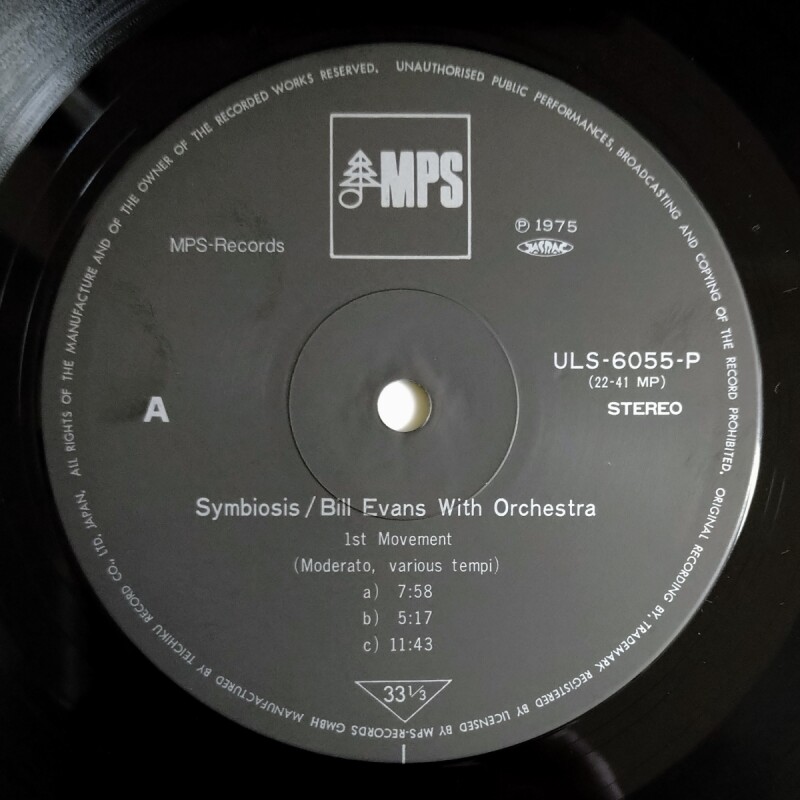 ALL RIGHTS OF THE MANUFACTURE AND OF THE OWNER OF THE RECORDED WORKS RESERVED. UNAUTHORISED PUBLIC PERFORMANCES, BROADCASTING AND COPYING OF THE RECORD PROHIBITED. ORIGINAL RECORDING BY, TRADEMARK REGISTERED BY, LICENSED BY MPS-RECORDS GMBH MANUFACTURED BY TEICHIKU RECORD CO., LTD. JAPAN.
MPS
MPS-Records
℗ 1975
JASRAC
ULS-6055-P
(22-41 MP)
A
STEREO
Symbiosis / Bill Evans With Orchestra
1st Movement
(Moderato, various tempi)
a) 7:58
b) 5:17
c) 11:43
33 1/3